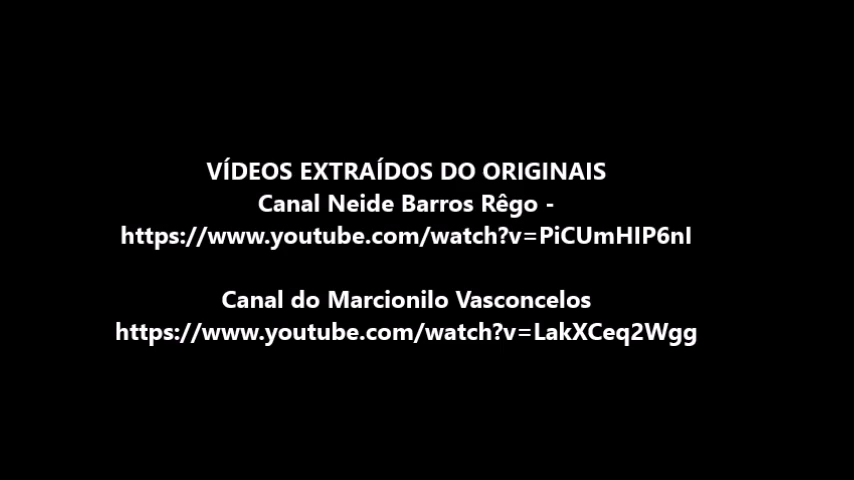 VÍDEOS EXTRAÍDOS DO ORIGINAIS
Canal Neide Barros Rêgo -
https://www.youtube.com/watch?v=PiCUmHIP6nI
Canal do Marcionilo Vasconcelos
https://www.youtube.com/watch?v=LakXCeq2Wgg